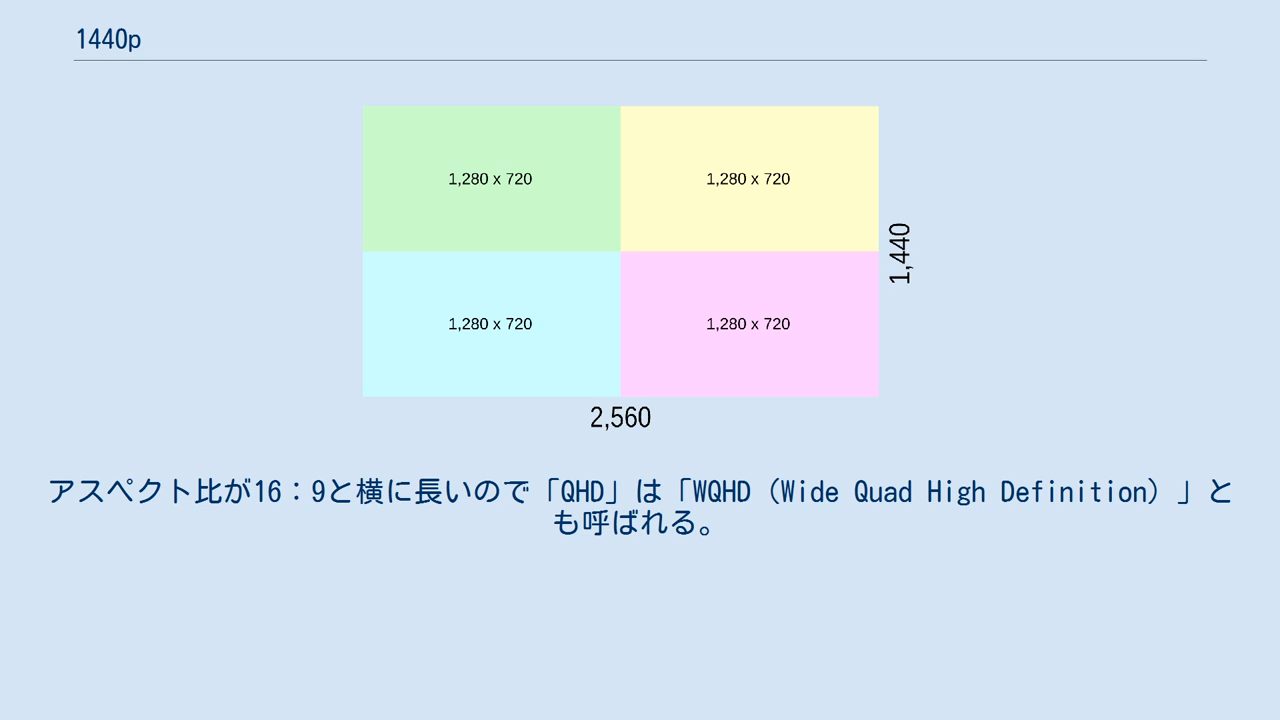 1440p
1,280 x 720
1,280 x 720
1,440
1,280 x 720
1,280 x 720
2,560
アスペクト比が16：9と横に長いので「QHD」は「WQHD（Wide Quad High Definition）」と
も呼ばれる。